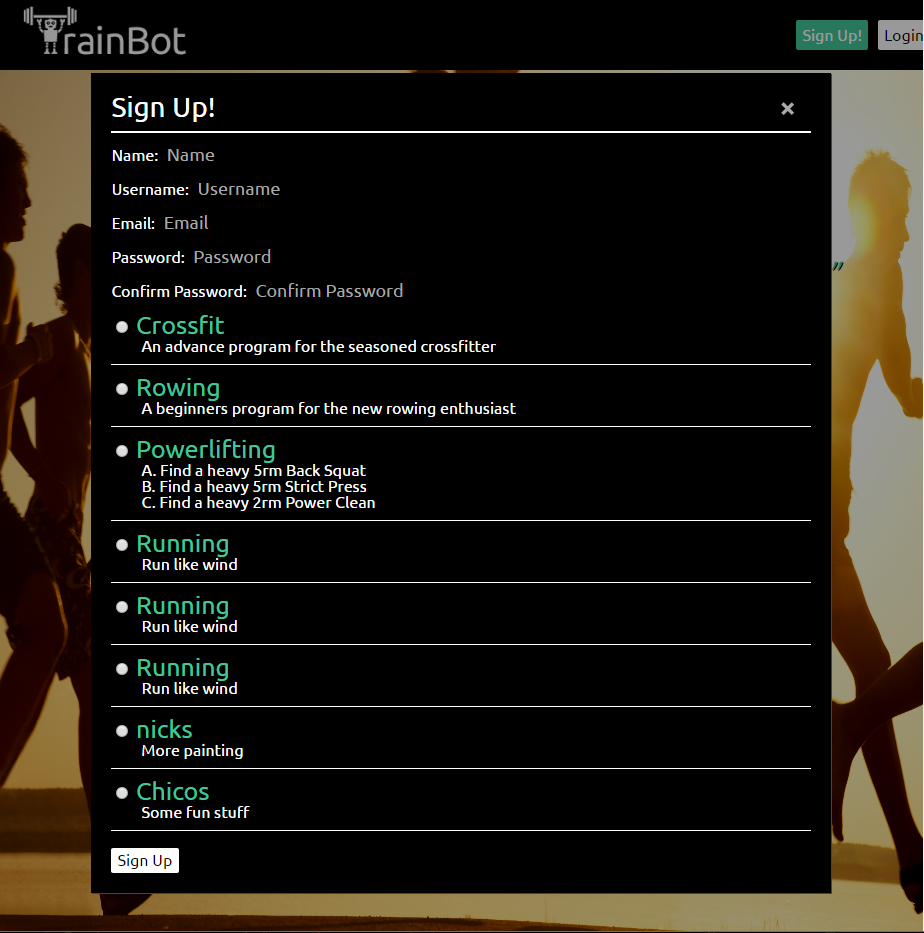 TrainBot
Sign Up!
Login
Sign Up!
×
Name: Name
Username: Username
Email: Email
Password: Password
Confirm Password: Confirm Password
Crossfit
An advance program for the seasoned crossfitter
Rowing
A beginners program for the new rowing enthusiast
Powerlifting
A. Find a heavy 5rm Back Squat
B. Find a heavy 5rm Strict Press
C. Find a heavy 2rm Power Clean
Running
Run like wind
Running
Run like wind
Running
Run like wind
nicks
More painting
Chicos
Some fun stuff
Sign Up
”